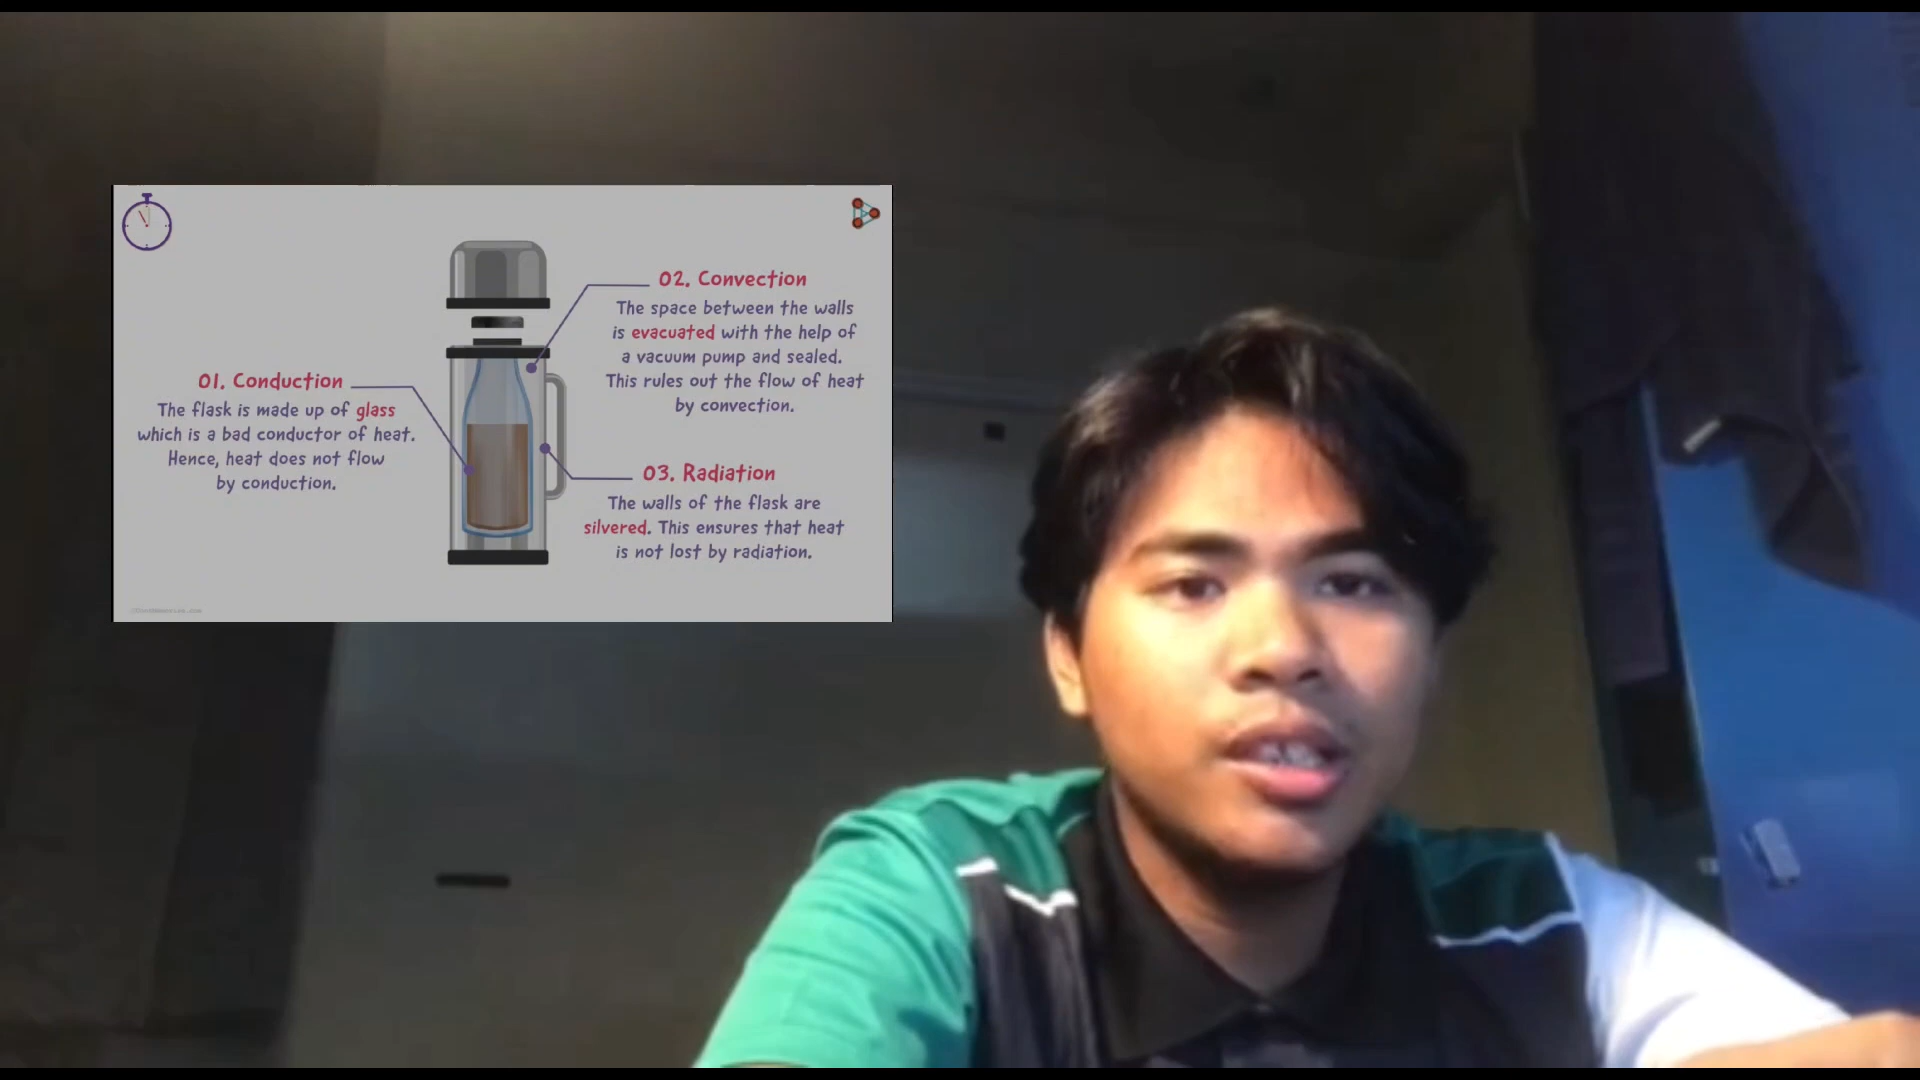 01. Conduction
The flask is made up of glass
which is a bad conductor of heat.
Hence, heat does not flow
by conduction.
02. Convection
The space between the walls
is evacuated with the help of
a vacuum pump and sealed.
This rules out the flow of heat
by convection.
03. Radiation
The walls of the flask are
silvered. This ensures that heat
is not lost by radiation.